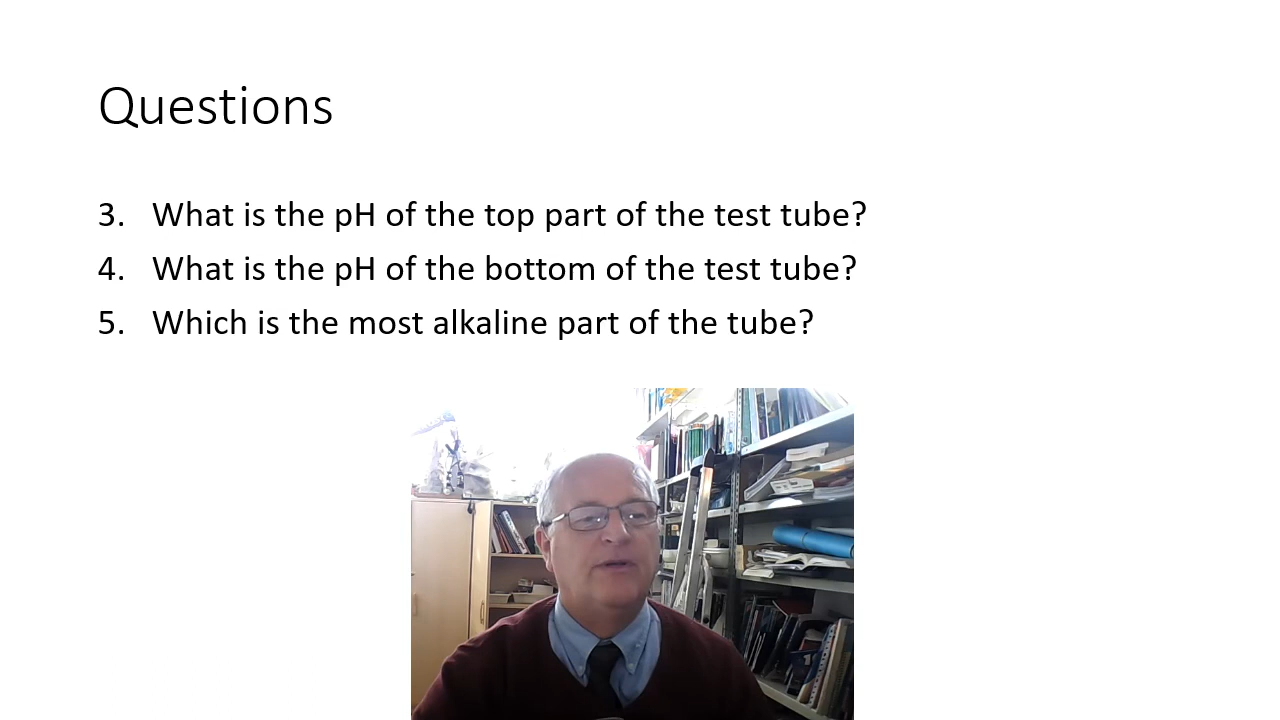 Questions
3. What is the pH of the top part of the test tube?
4. What is the pH of the bottom of the test tube?
5. Which is the most alkaline part of the tube?